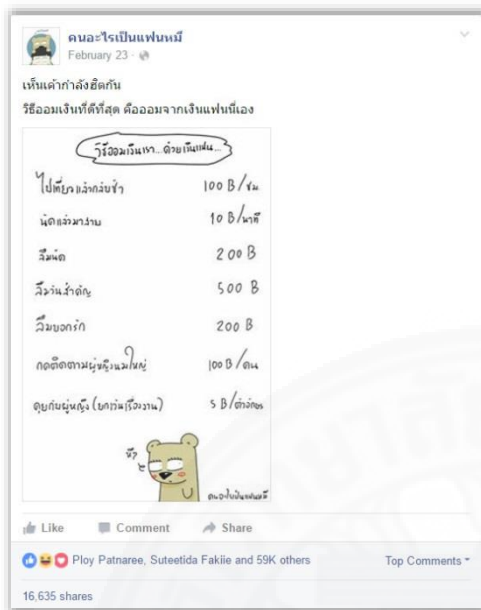 คนอะไรเป็นแฟนหมี
February 23
เห็นเค้ากำลังฮิตกัน
วิธีออมเงินที่ดีที่สุด คือออมจากเงินแฟนนี่เอง
วิธีออมเงินเรา...ด้วยเงินแฟน...
ไปเที่ยวแล้วกลับช้า 100 B/ชม
นัดแล้วมาสาย 10 B/นาที
ลืมนัด 200 B
ลืมวันสำคัญ 500 B
ลืมบอกรัก 200 B
กดติดตามผู้หญิงนมใหญ่ 100 B/คน
คุยกับผู้หญิง (ยกเว้นเรื่องงาน) 5 B/ตัวอักษร
หึ?
คนอะไรเป็นแฟนหมี
Like Comment Share
Ploy Patnaree, Suteetida Fakiie and 59K others Top Comments
16,635 shares